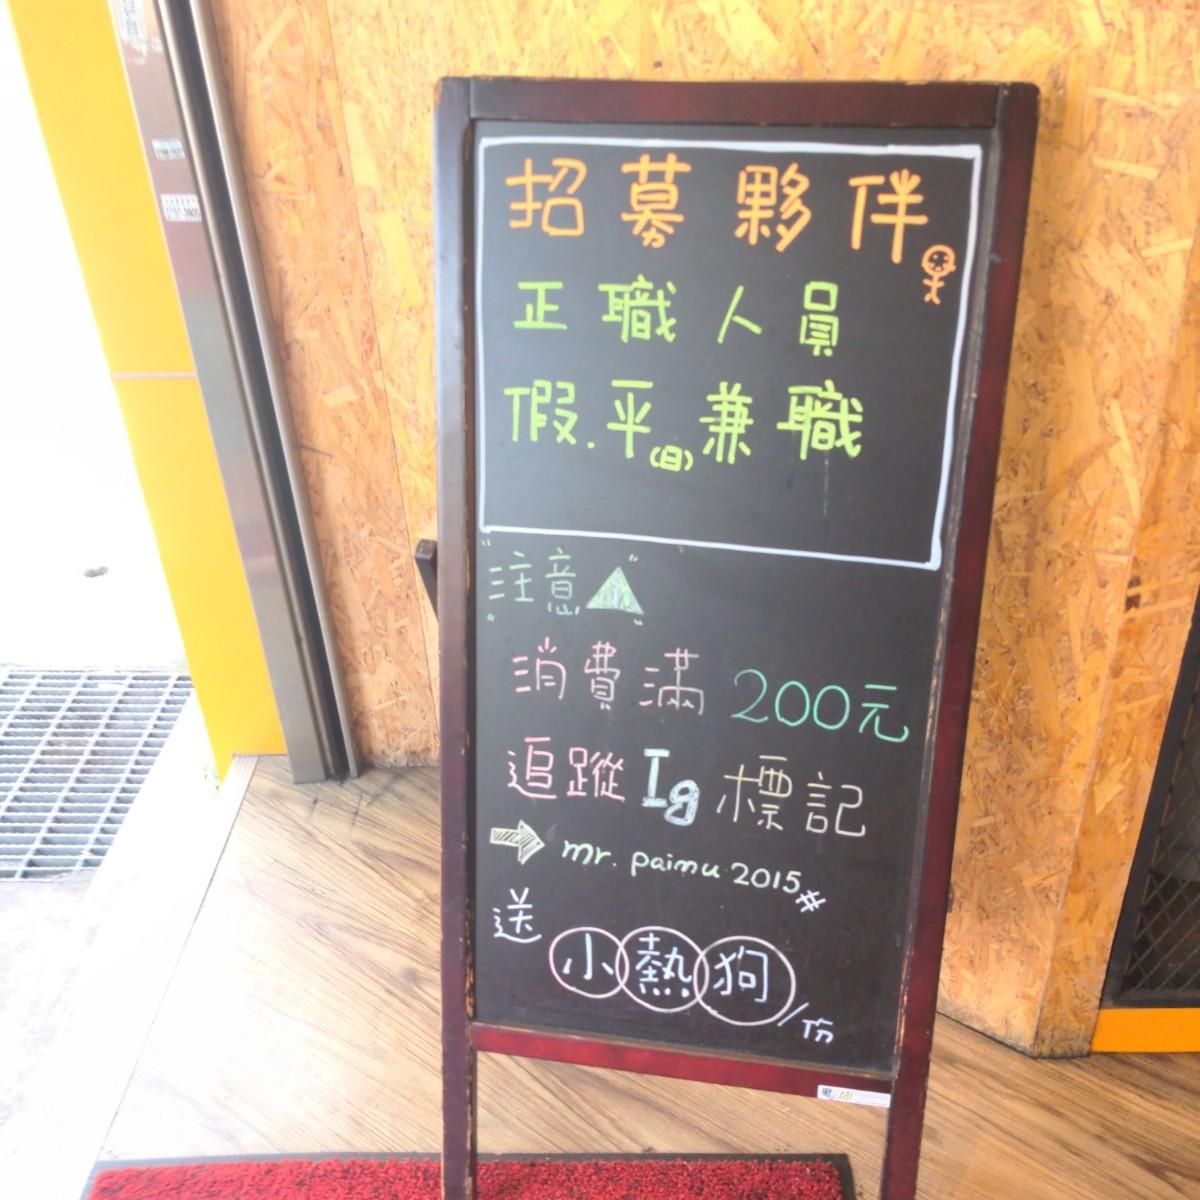 招募夥伴
正職人員
假.平(日)兼職
"注意"
消費滿200元
追蹤Ig標記
mr. paimu 2015#
送
小熱狗/份